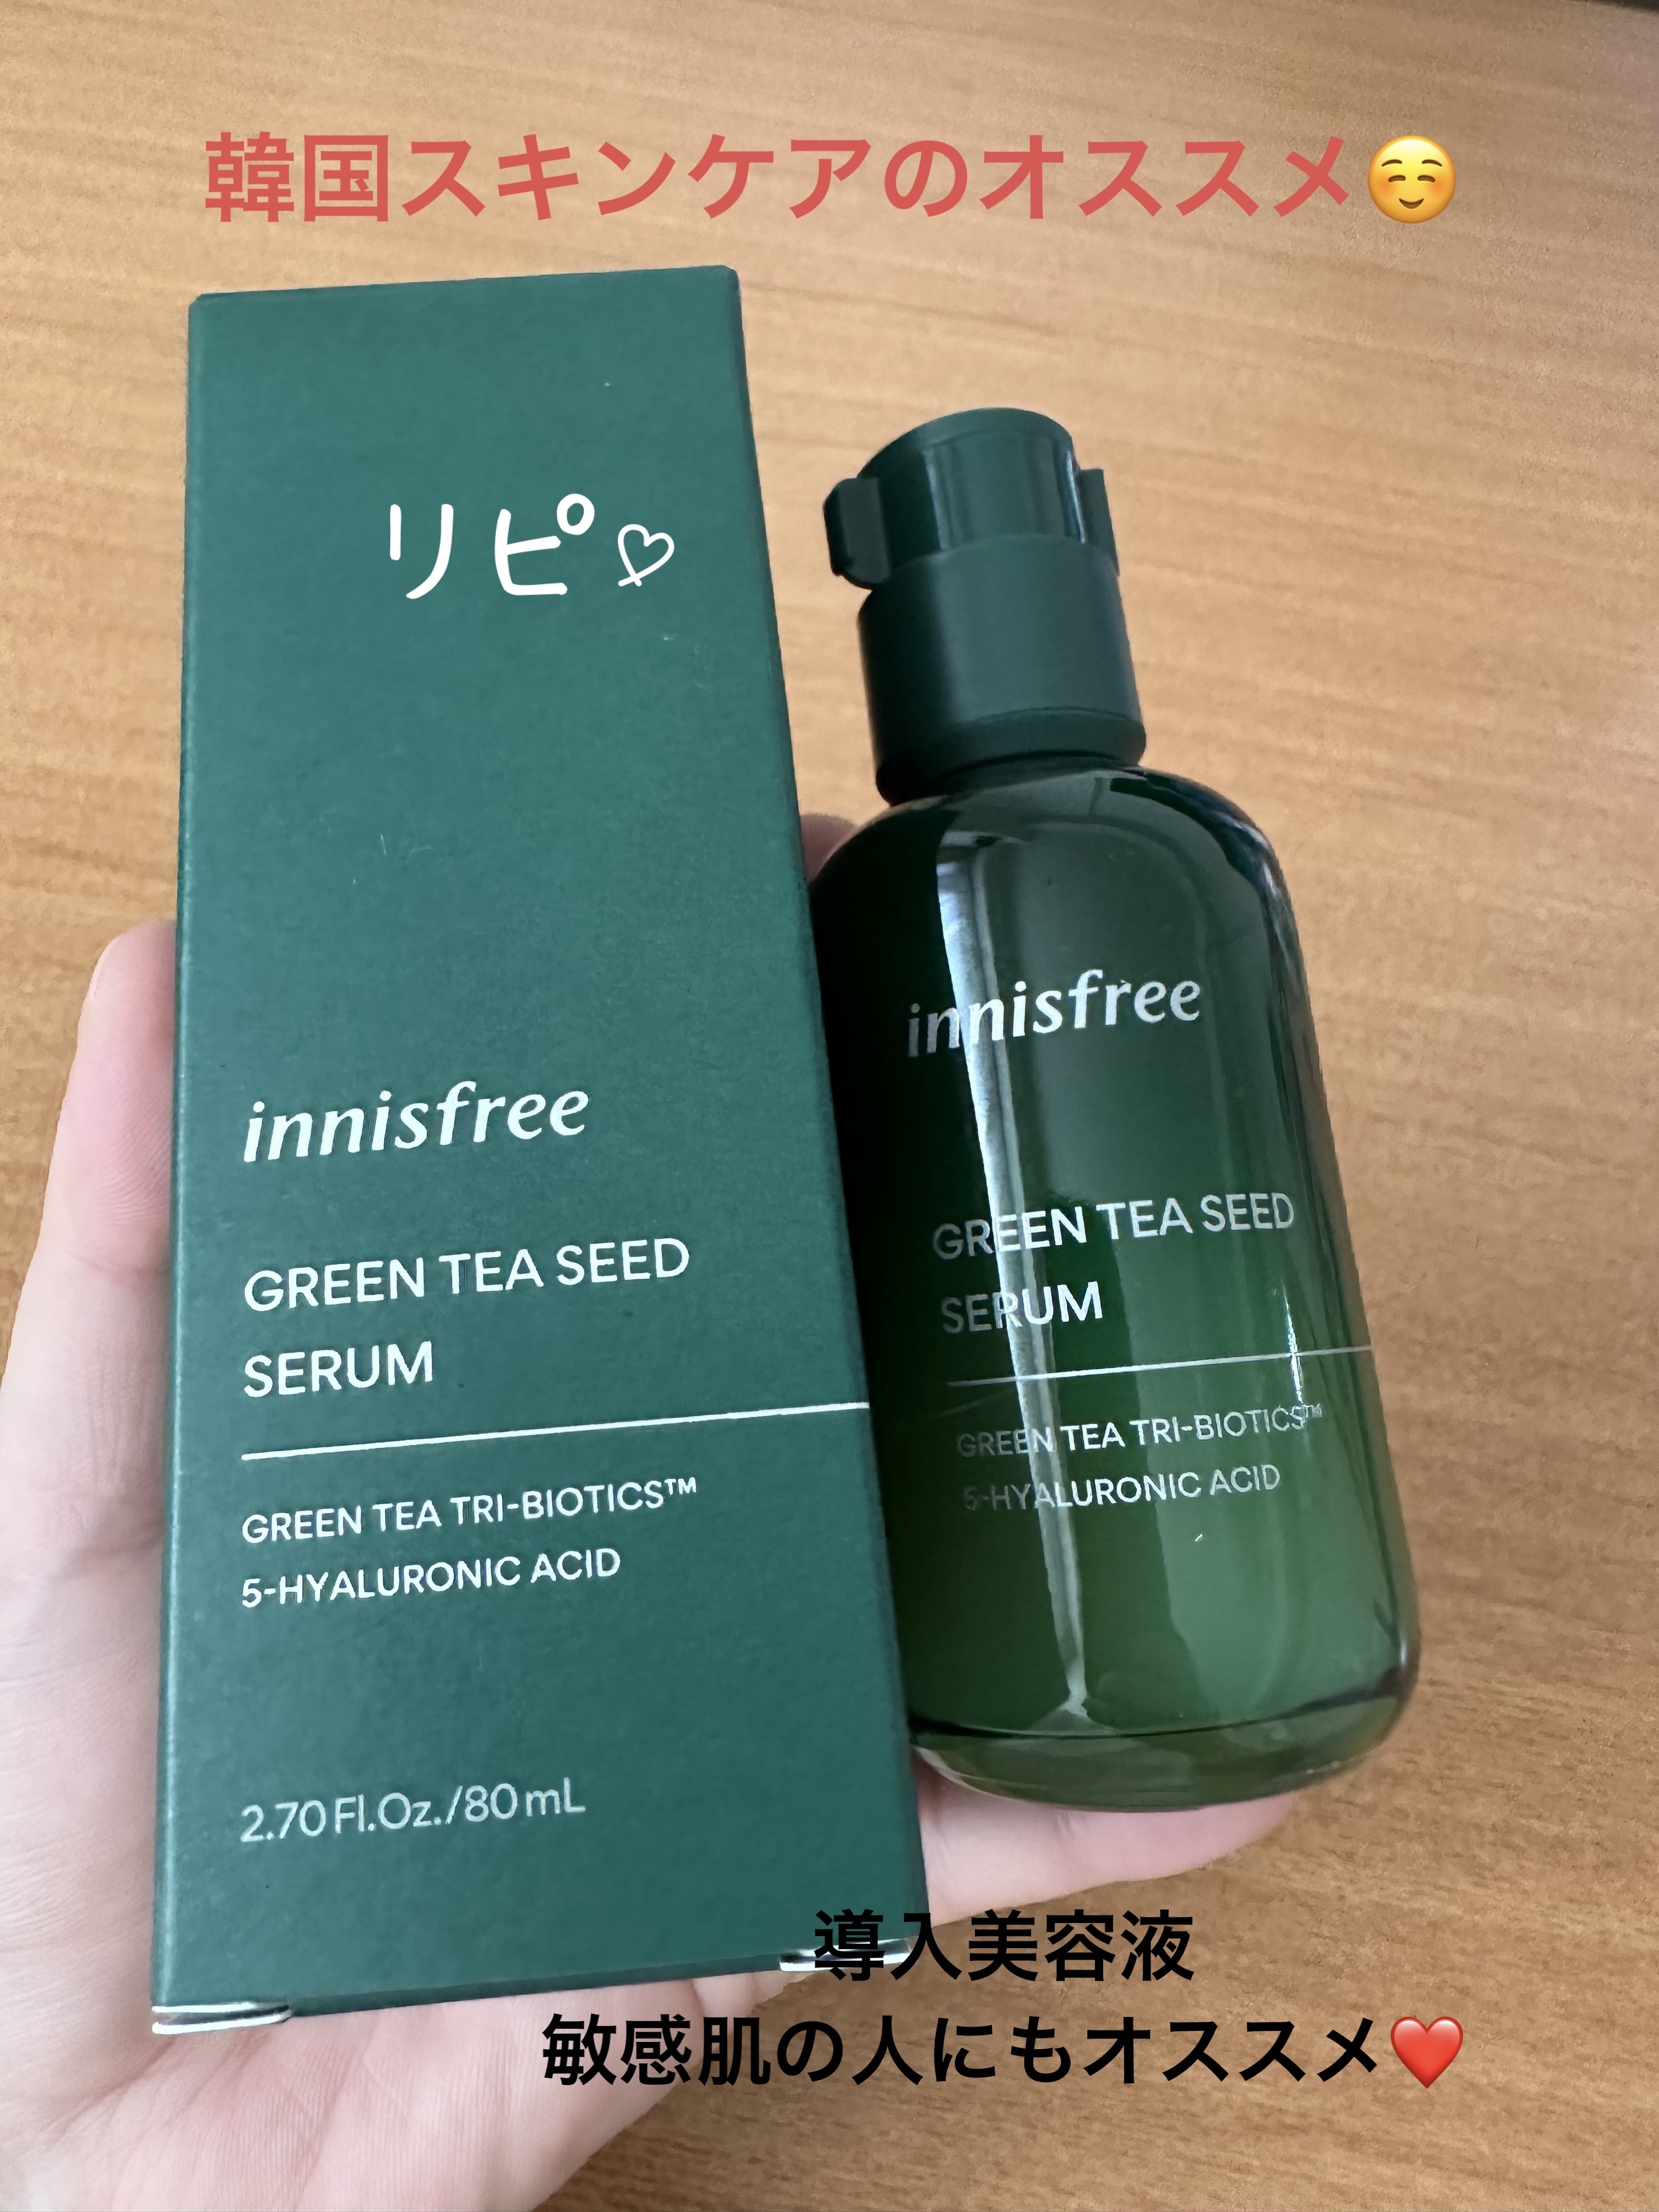 韓国スキンケアのオススメ☺️
リピ♡
innisfree
GREEN TEA SEED
SERUM
GREEN TEA TRI-BIOTICS™
5-HYALURONIC ACID
2.70 Fl.Oz./80 mL
innisfree
GREEN TEA SEED
SERUM
GREEN TEA TRI-BIOTICS™
5-HYALURONIC ACID
導入美容液
敏感肌の人にもオススメ❤️